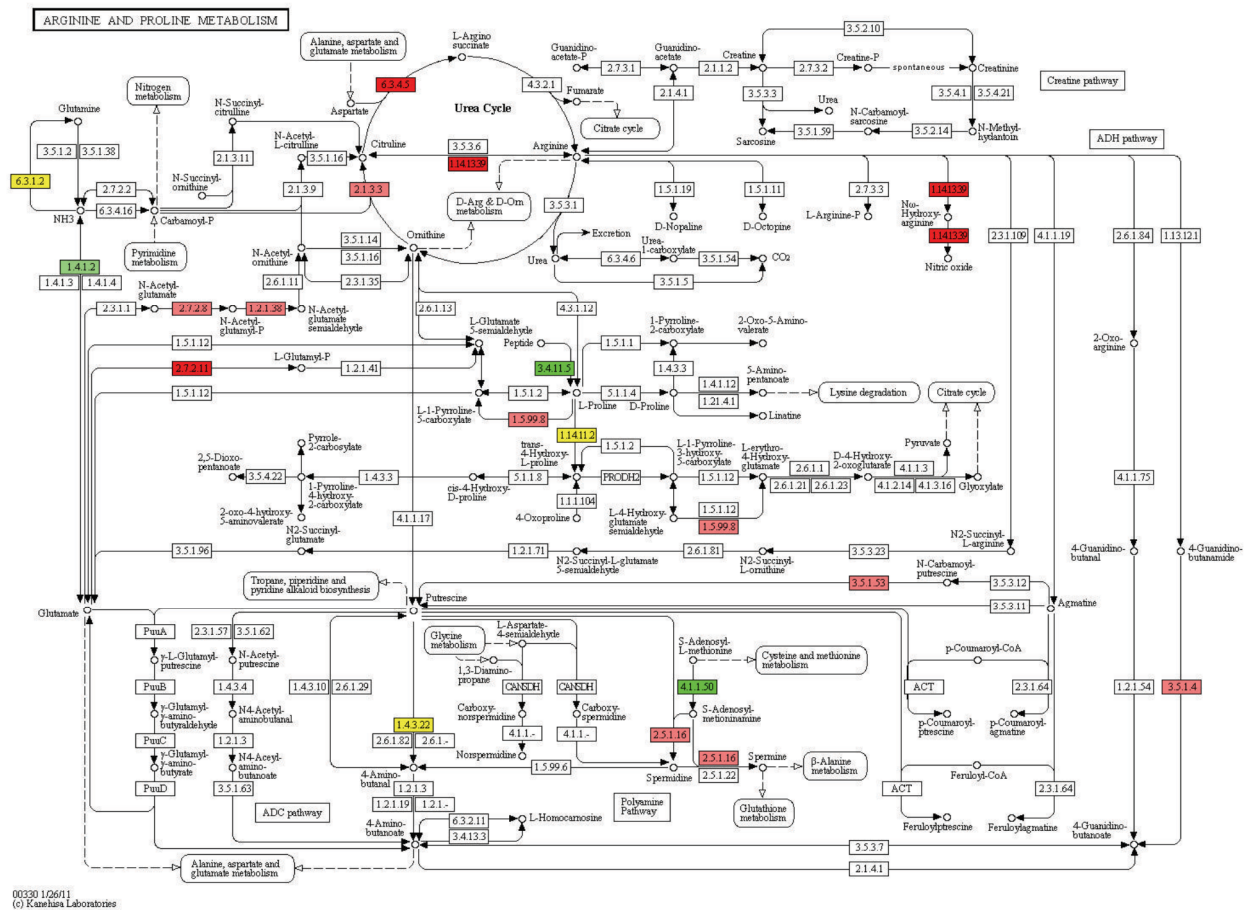 ARGININE AND PROLINE METABOLISM
Alanine, aspartate and
glutamate metabolism
L-Argino
succinate
Guanidino-
acetate-P
Guanidino-
acetate
Creatine
3.5.2.10
Creatine-P
spontaneous
Creatinine
2.7.3.1
2.1.1.2
2.7.3.2
Creatine pathway
6.3.4.5
4.3.2.1
2.1.4.1
3.5.3.3
3.5.4.1
3.5.4.21
Aspartate
Fumarate
Urea
Urea Cycle
Citrate cycle
N-Carbamoyl-
sarcosine
Sarcosine
3.5.1.59
3.5.2.14
N-Methyl-
hydantoin
ADH pathway
Nitrogen
metabolism
Glutamine
N-Succinyl-
citrulline
N-Acetyl-
L-citrulline
3.5.1.2
3.5.1.38
2.1.3.11
3.5.1.16
Citruline
3.5.3.6
1.14.13.39
Arginine
6.3.1.2
N-Succinyl-
ornithine
2.1.3.9
2.1.3.3
2.7.2.2
6.3.4.16
NH3
Carbamoyl-P
D-Arg & D-Orn
metabolism
3.5.3.1
1.5.1.19
1.5.1.11
2.7.3.3
1.14.13.39
D-Nopaline
D-Octopine
L-Arginine-P
Nω-
Hydroxy-
arginine
1.14.13.39
Nitric oxide
2.3.1.109
4.1.1.19
2.6.1.84
1.13.12.1
Pyrimidine
metabolism
N-Acetyl-
ornithine
3.5.1.14
3.5.1.16
Ornithine
2.3.1.35
Excretion
Urea
6.3.4.6
Urea-
1-carboxylate
3.5.1.54
CO2
3.5.1.5
1.4.1.2
1.4.1.3
1.4.1.4
N-Acetyl-
glutamate
2.6.1.11
2.3.1.1
2.7.2.8
1.2.1.38
N-Acetyl-
glutamyl-P
N-Acetyl-
glutamate
semialdehyde
2.6.1.13
4.3.1.12
L-Glutamate
5-semialdehyde
Peptide
1-Pyrroline-
2-carboxylate
2-Oxo-5-Amino-
valerate
1.5.1.12
1.5.1.1
2-Oxo-
arginine
L-Glutamyl-P
2.7.2.11
1.2.1.41
3.4.11.5
1.4.3.3
5-Amino-
pentanoate
1.5.1.12
1.5.1.2
5.1.1.4
1.4.1.12
1.21.4.1
Lysine degradation
Citrate cycle
L-Proline
D-Proline
L-1-Pyrroline-
5-carboxylate
1.5.99.8
Linatine
1.14.11.2
Pyrrole-
2-carbosylate
2,5-Dioxo-
pentanoate
trans-
4-Hydroxy-
L-proline
1.5.1.2
L-1-Pyrroline-
3-hydroxy-
5-carboxylate
L-erythro-
4-Hydroxy-
glutamate
D-4-Hydroxy-
2-oxoglutarate
Pyruvate
2.6.1.1
4.1.1.3
3.5.4.22
1.4.3.3
5.1.1.8
PRODH2
1.5.1.12
2.6.1.21
2.6.1.23
4.1.2.14
4.1.3.16
Glyoxylate
4.1.1.75
1-Pyrroline-
4-hydroxy-
2-carboxylate
cis-4-Hydroxy-
D-proline
1.1.1.104
4-Oxoproline
L-4-Hydroxy-
glutamate
semialdehyde
1.5.1.12
1.5.99.8
2-oxo-4-hydroxy-
5-aminovalerate
4.1.1.17
N2-Succinyl-
glutamate
N2-Succinyl-
L-arginine
3.5.1.96
1.2.1.71
2.6.1.81
3.5.3.23
N2-Succinyl-L-glutamate
5-semialdehyde
N2-Succinyl-
L-ornithine
4-Guanidino-
butanal
4-Guanidino-
butanamide
Tropane, piperidine and
pyridine alkaloid biosynthesis
3.5.1.53
N-Carbamoyl-
putrescine
3.5.3.12
Glutamate
Putrescine
3.5.3.11
Agmatine
PuuA
2.3.1.57
3.5.1.62
Glycine
metabolism
L-Aspartate-
4-semialdehyde
S-Adenosyl-
L-methionine
Cysteine and methionine
metabolism
p-Coumaroyl-CoA
γ-L-Glutamyl-
putrescine
N-Acetyl-
putrescine
1,3-Diamino-
propane
PuuB
1.4.3.4
1.4.3.10
2.6.1.29
CANSDH
CANSDH
4.1.1.50
ACT
2.3.1.64
1.2.1.54
3.5.1.4
γ-Glutamyl-
γ-amino-
butyraldehyde
N4-Acetyl-
aminobutanal
Carboxy-
norspermidine
Carboxy-
spermidine
S-Adenosyl-
metioninamine
p-Coumaroyl-
ptrescine
p-Coumaroyl-
agmatine
1.4.3.22
PuuC
1.2.1.3
2.6.1.82
2.6.1.-
4.1.1.-
4.1.1.-
2.5.1.16
γ-Glutamyl-
γ-amino-
butyrate
N4-Acetyl-
amino-
butanoate
Norspermidine
1.5.99.6
2.5.1.16
2.5.1.22
Spermine
β-Alanine
metabolism
Feruloyl-CoA
Spermidine
PuuD
3.5.1.63
4-Amino-
butanal
1.2.1.3
1.2.1.19
1.2.1.-
ADC pathway
Polyamine
Pathway
Glutathione
metabolism
ACT
2.3.1.64
4-Amino-
butanoate
6.3.2.11
3.4.13.3
L-Homocarnosine
Feruloylptrescine
Feruloylagmatine
4-Guanidino-
butanoate
3.5.3.7
2.1.4.1
Alanine, aspartate and
glutamate metabolism
00330 1/26/11
(c) Kanehisa Laboratories